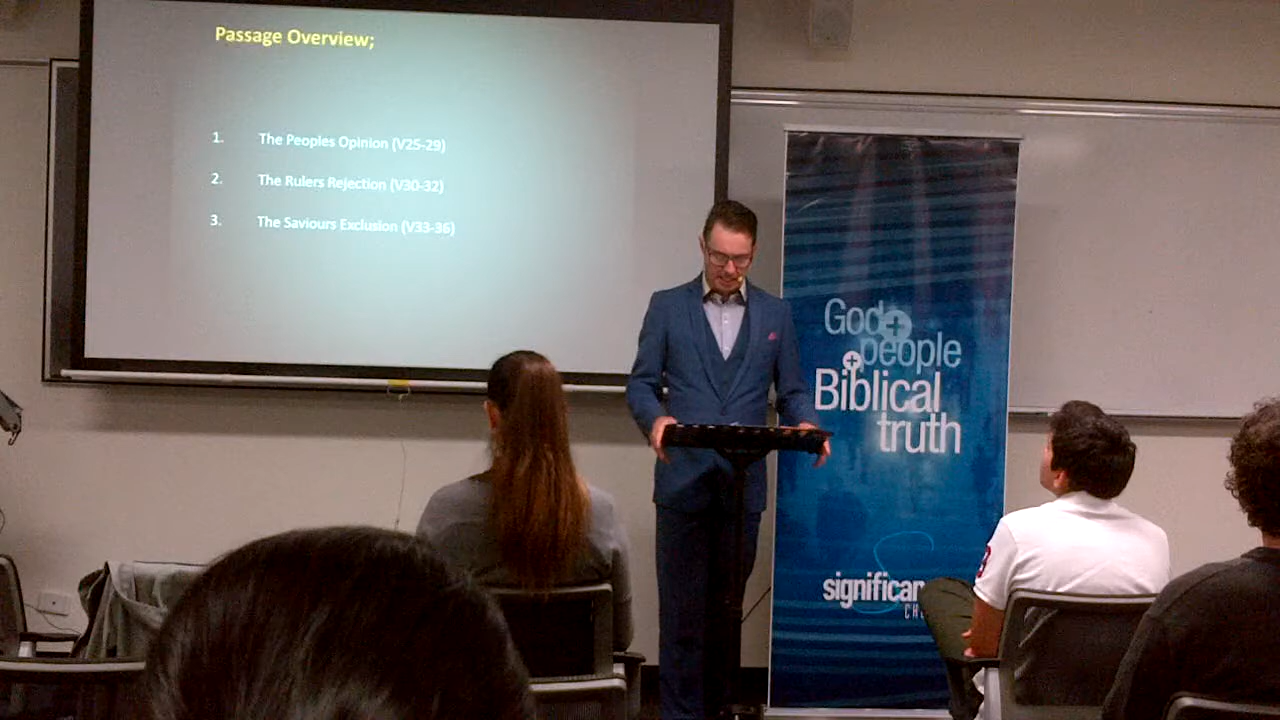 Passage Overview;
1. The Peoples Opinion (V25-29)
2. The Rulers Rejection (V30-32)
3. The Saviours Exclusion (V33-36)
God+
+people
Biblical
truth